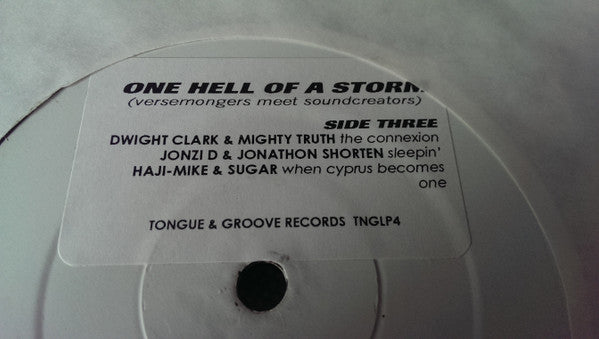 ONE HELL OF A STORM
(versemongers meet soundcreators)
SIDE THREE
DWIGHT CLARK & MIGHTY TRUTH the connexion
JONZI D & JONATHON SHORTEN sleepin'
HAJI-MIKE & SUGAR when cyprus becomes
one
TONGUE & GROOVE RECORDS TNGLP4